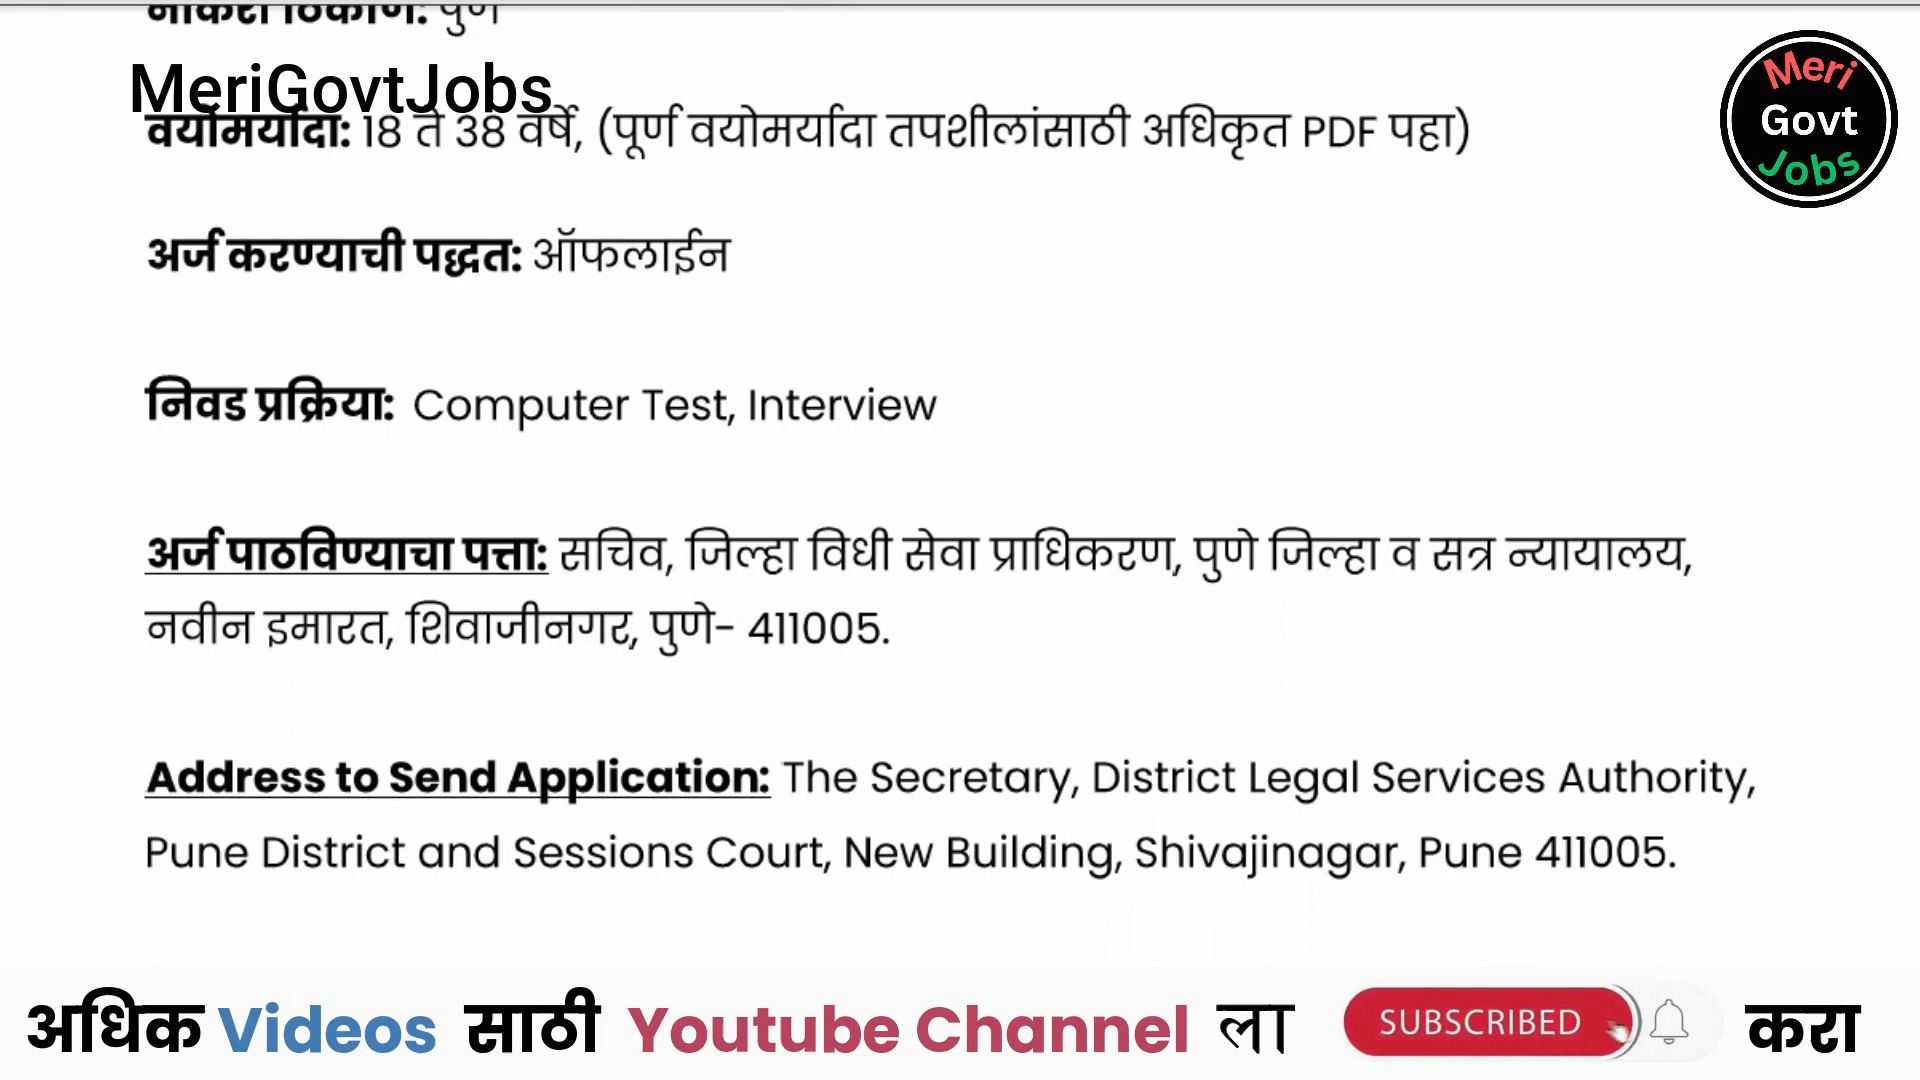 नोकरी ठिकाण: पुणे
MeriGovtJobs
वयोमर्यादा: 18 ते 38 वर्षे, (पूर्ण वयोमर्यादा तपशीलांसाठी अधिकृत PDF पहा)
Meri
Govt
Jobs
अर्ज करण्याची पद्धत: ऑफलाईन
निवड प्रक्रिया: Computer Test, Interview
अर्ज पाठविण्याचा पत्ता: सचिव, जिल्हा विधी सेवा प्राधिकरण, पुणे जिल्हा व सत्र न्यायालय,
नवीन इमारत, शिवाजीनगर, पुणे- 411005.
Address to Send Application: The Secretary, District Legal Services Authority,
Pune District and Sessions Court, New Building, Shivajinagar, Pune 411005.
अधिक Videos साठी Youtube Channel ला SUBSCRIBED करा